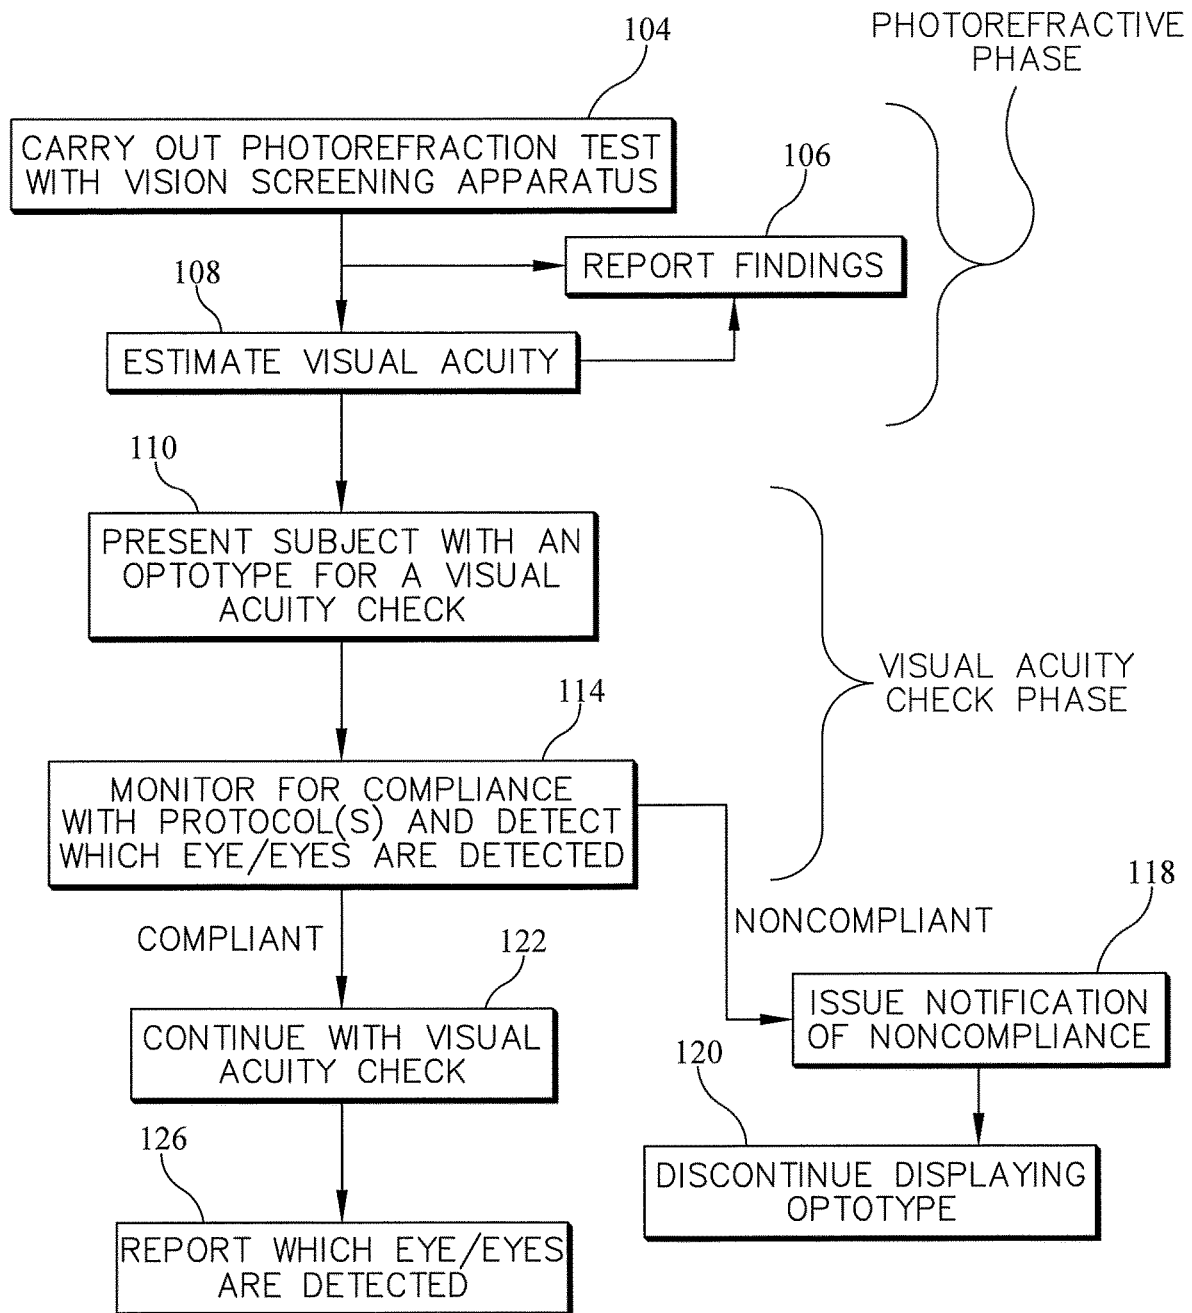 PHOTOREFRACTIVE
PHASE
104
CARRY OUT PHOTOREFRACTION TEST
WITH VISION SCREENING APPARATUS
106
REPORT FINDINGS
108
ESTIMATE VISUAL ACUITY
110
PRESENT SUBJECT WITH AN
OPTOTYPE FOR A VISUAL
ACUITY CHECK
VISUAL ACUITY
CHECK PHASE
114
MONITOR FOR COMPLIANCE
WITH PROTOCOL(S) AND DETECT
WHICH EYE/EYES ARE DETECTED
COMPLIANT
NONCOMPLIANT
118
ISSUE NOTIFICATION
OF NONCOMPLIANCE
122
CONTINUE WITH VISUAL
ACUITY CHECK
120
DISCONTINUE DISPLAYING
OPTOTYPE
126
REPORT WHICH EYE/EYES
ARE DETECTED